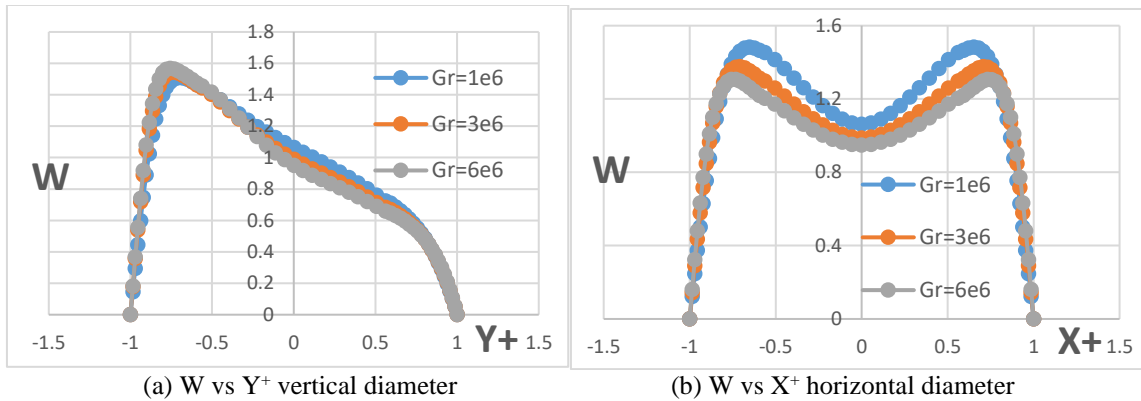 1.8
1.6
1.4
1.2
1
0.8
0.6
0.4
0.2
0
-1.5 -1 -0.5 0 0.5 1 1.5
W
Y+
Gr=1e6
Gr=3e6
Gr=6e6
(a) W vs Y⁺ vertical diameter
1.6
1.2
0.8
0.4
0
-1.5 -1 -0.5 0 0.5 1 1.5
W
X+
Gr=1e6
Gr=3e6
Gr=6e6
(b) W vs X⁺ horizontal diameter